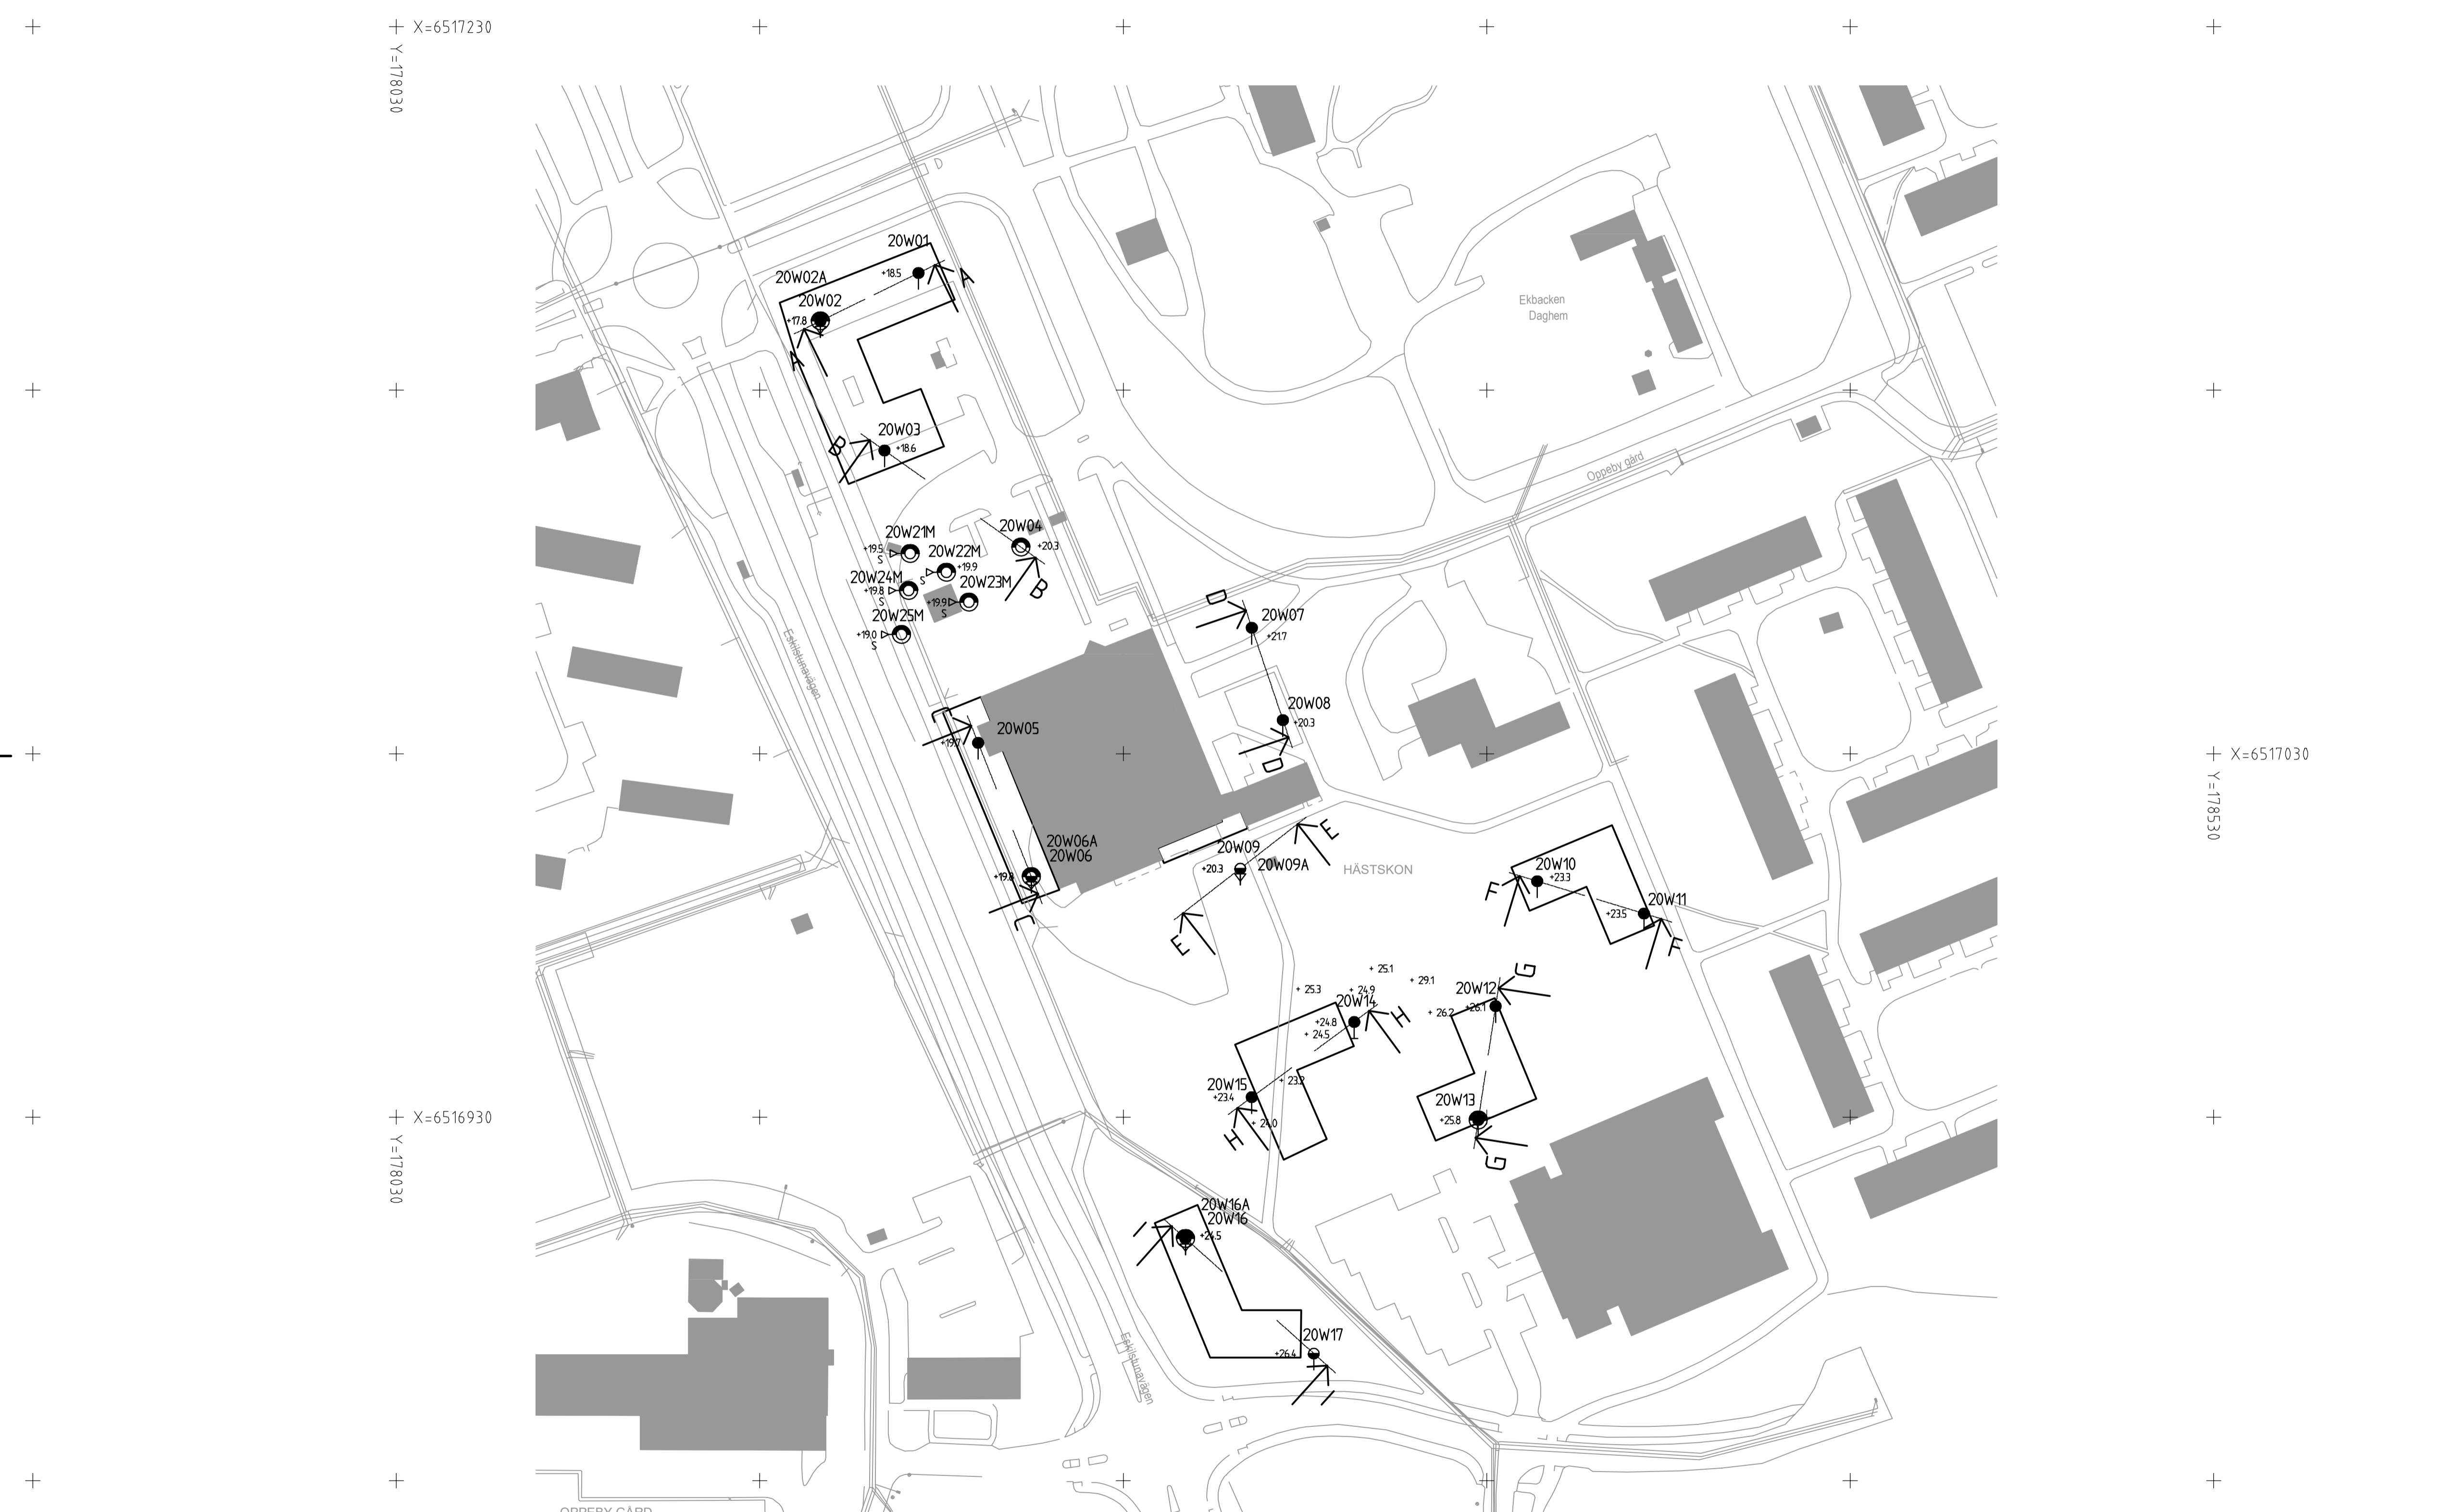 X=6517230
Y=178030
20W01
+18.5
A
20W02A
20W02
+17.8
A
Ekbacken
Daghem
20W03
+18.6
B
Oppeby gård
20W21M
+19.5
S
20W04
+20.3
B
20W22M
+19.9
S
20W24M
+19.8
S
20W23M
+19.9
S
20W25M
+19.0
S
D
20W07
+21.7
Eskilstunavägen
20W08
+20.3
D
C
20W05
+19.7
X=6517030
Y=178530
20W06A
20W06
+19.8
C
E
20W09
+20.3
20W09A
E
HÄSTSKON
20W10
+23.3
F
20W11
+23.5
F
+ 25.1
+ 29.1
+ 25.3
+ 24.9
20W14
+24.8
+ 24.5
H
G
20W12
+26.1
+ 26.2
+ 23.2
20W15
+23.4
+ 24.0
H
20W13
+25.8
G
X=6516930
Y=178030
20W16A
20W16
+24.5
I
20W17
+26.4
I
Eskilstunavägen
OPPEBY GÅRD